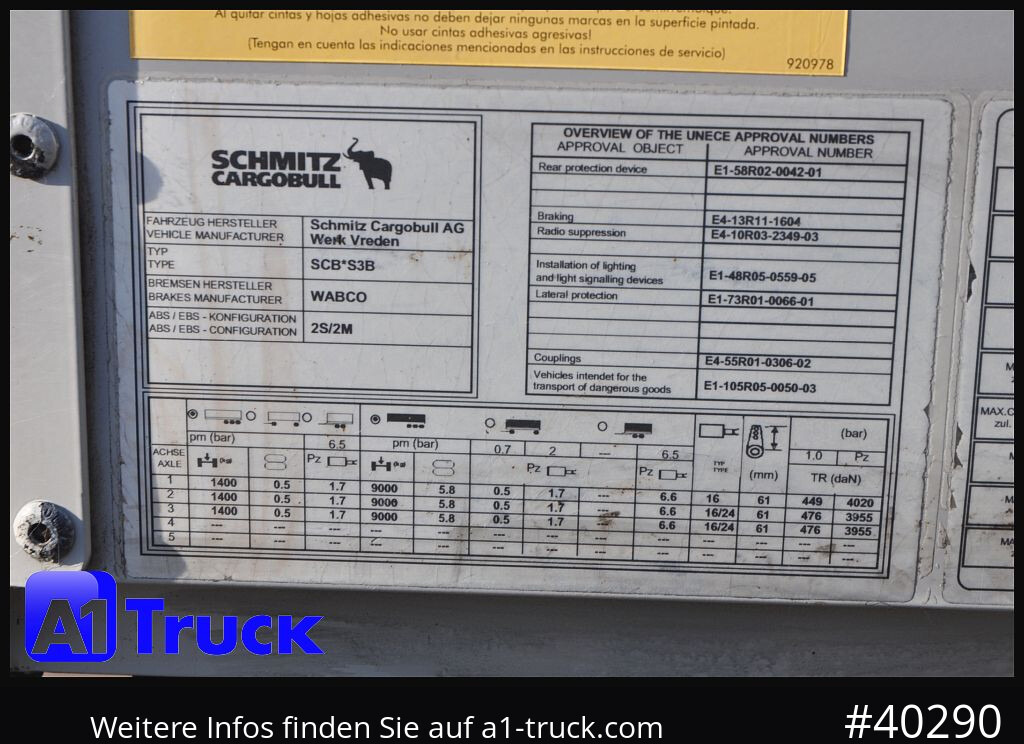 Al quitar cintas y hojas adhesivas no deben dejar ningunas marcas en la superficie pintada.
No usar cintas adhesivas agresivas!
(Tengan en cuenta las indicaciones mencionadas en las instrucciones de servicio)
920978
SCHMITZ
CARGOBULL
FAHRZEUG HERSTELLER
VEHICLE MANUFACTURER
Schmitz Cargobull AG
Werk Vreden
TYP
TYPE
SCB*S3B
BREMSEN HERSTELLER
BRAKES MANUFACTURER
WABCO
ABS / EBS - KONFIGURATION
ABS / EBS - CONFIGURATION
2S/2M
OVERVIEW OF THE UNECE APPROVAL NUMBERS
APPROVAL OBJECT APPROVAL NUMBER
Rear protection device E1-58R02-0042-01
Braking E4-13R11-1604
Radio suppression E4-10R03-2349-03
Installation of lighting
and light signalling devices E1-48R05-0559-05
Lateral protection E1-73R01-0066-01
Couplings E4-55R01-0306-02
Vehicles intendet for the
transport of dangerous goods E1-105R05-0050-03
pm (bar) 6.5 pm (bar) 0.7 2 --- 6.5 (bar)
1.0 Pz
ACHSE
AXLE
Pz Pz Pz TYP
TYPE (mm) TR (daN)
1 1400 0.5 1.7 9000 5.8 0.5 1.7 --- 6.6 16 61 449 4020
2 1400 0.5 1.7 9000 5.8 0.5 1.7 --- 6.6 16/24 61 476 3955
3 1400 0.5 1.7 9000 5.8 0.5 1.7 --- 6.6 16/24 61 476 3955
4 --- --- --- --- --- --- --- --- --- --- --- --- ---
5 --- --- --- --- --- --- --- --- --- --- --- --- ---
MAX.C
zul.
A1 Truck
Weitere Infos finden Sie auf a1-truck.com
#40290